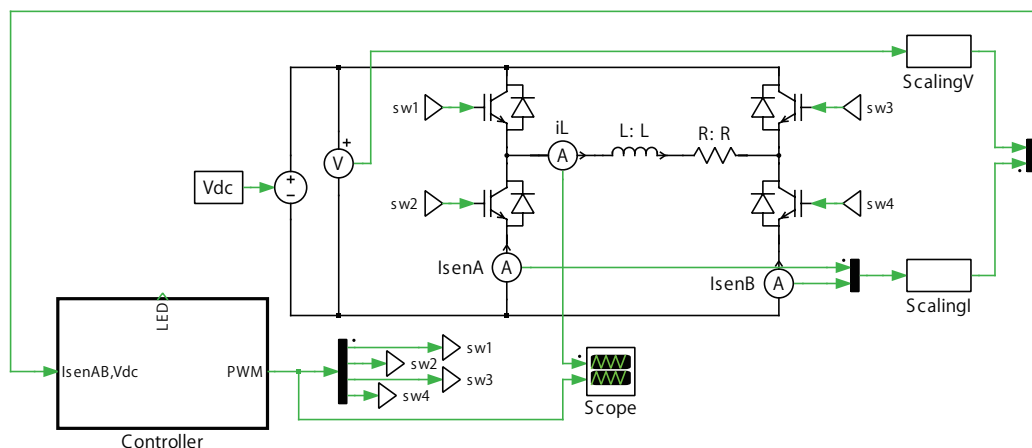 ScalingV
sw1
sw3
iL
L: L
R: R
A
V
Vdc
sw2
sw4
IsenA
A
IsenB
A
ScalingI
LED
IsenAB,Vdc
PWM
sw1
sw2
sw3
sw4
Scope
Controller